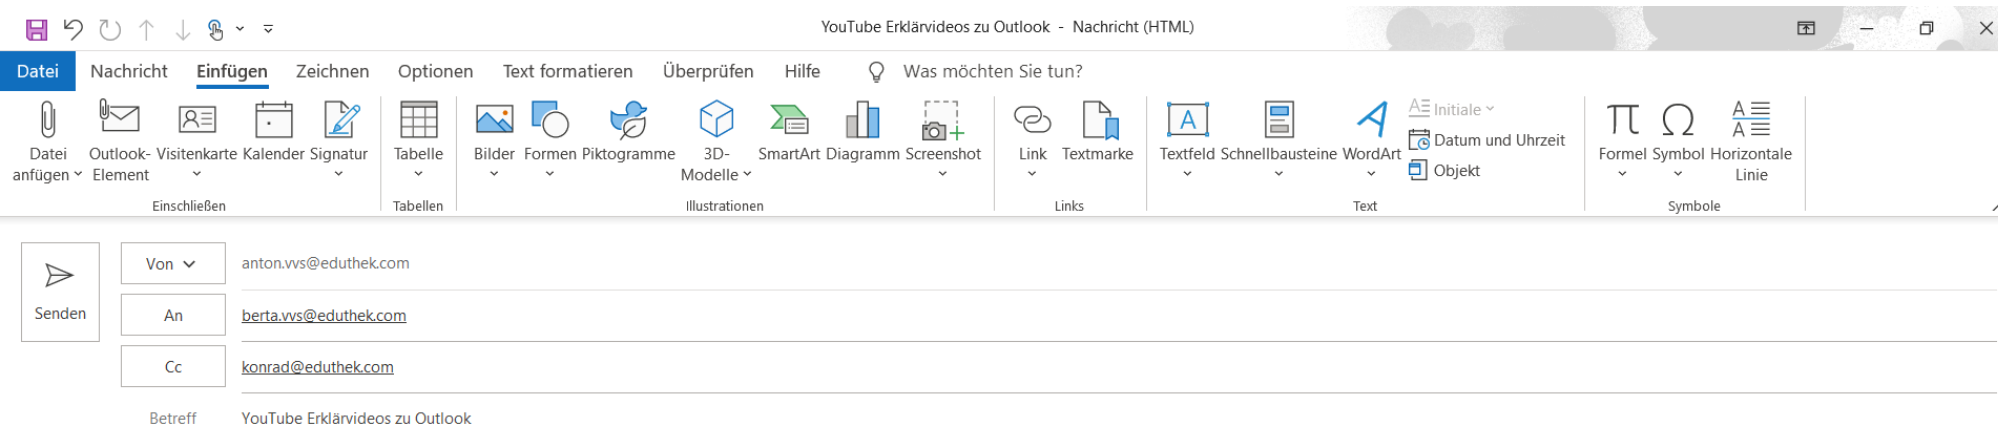 YouTube Erklärvideos zu Outlook - Nachricht (HTML)
Datei Nachricht Einfügen Zeichnen Optionen Text formatieren Überprüfen Hilfe Was möchten Sie tun?
Datei anfügen
Outlook-Element
Visitenkarte
Kalender
Signatur
Einschließen
Tabelle
Tabellen
Bilder
Formen
Piktogramme
3D-Modelle
SmartArt
Diagramm
Screenshot
Illustrationen
Link
Textmarke
Links
Textfeld
Schnellbausteine
WordArt
Initiale
Datum und Uhrzeit
Objekt
Text
Formel
Symbol
Horizontale Linie
Symbole
Senden
Von anton.vvs@eduthek.com
An berta.vvs@eduthek.com
Cc konrad@eduthek.com
Betreff YouTube Erklärvideos zu Outlook